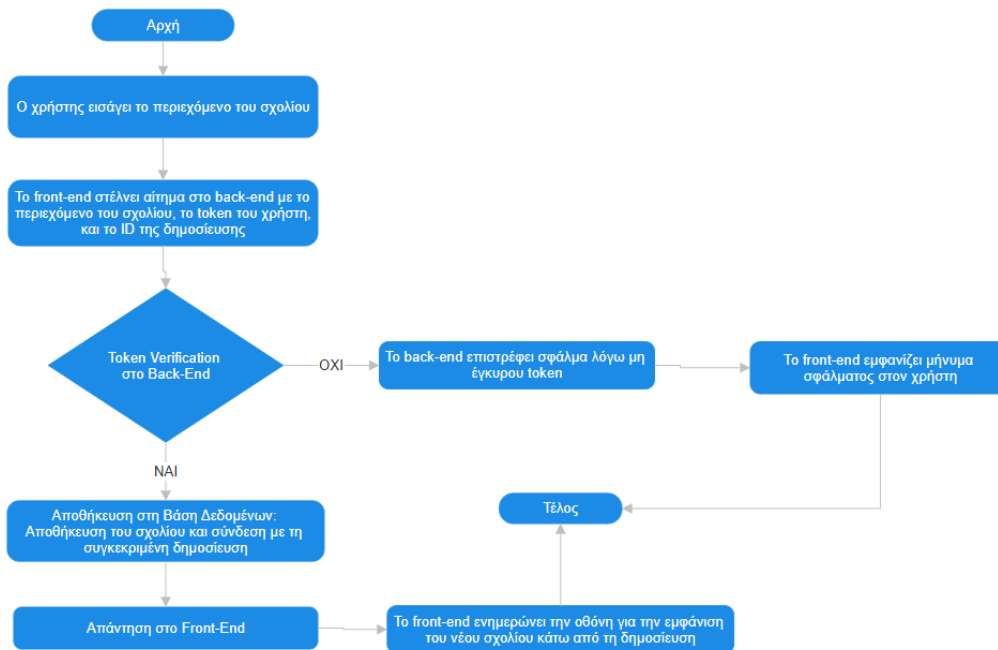 Αρχή
Ο χρήστης εισάγει το περιεχόμενο του σχολίου
Το front-end στέλνει αίτημα στο back-end με το
περιεχόμενο του σχολίου, το token του χρήστη,
και το ID της δημοσίευσης
Token Verification
στο Back-End
ΟΧΙ
Το back-end επιστρέφει σφάλμα λόγω μη
έγκυρου token
Το front-end εμφανίζει μήνυμα
σφάλματος στον χρήστη
ΝΑΙ
Αποθήκευση στη Βάση Δεδομένων:
Αποθήκευση του σχολίου και σύνδεση με τη
συγκεκριμένη δημοσίευση
Τέλος
Απάντηση στο Front-End
Το front-end ενημερώνει την οθόνη για την εμφάνιση
του νέου σχολίου κάτω από τη δημοσίευση